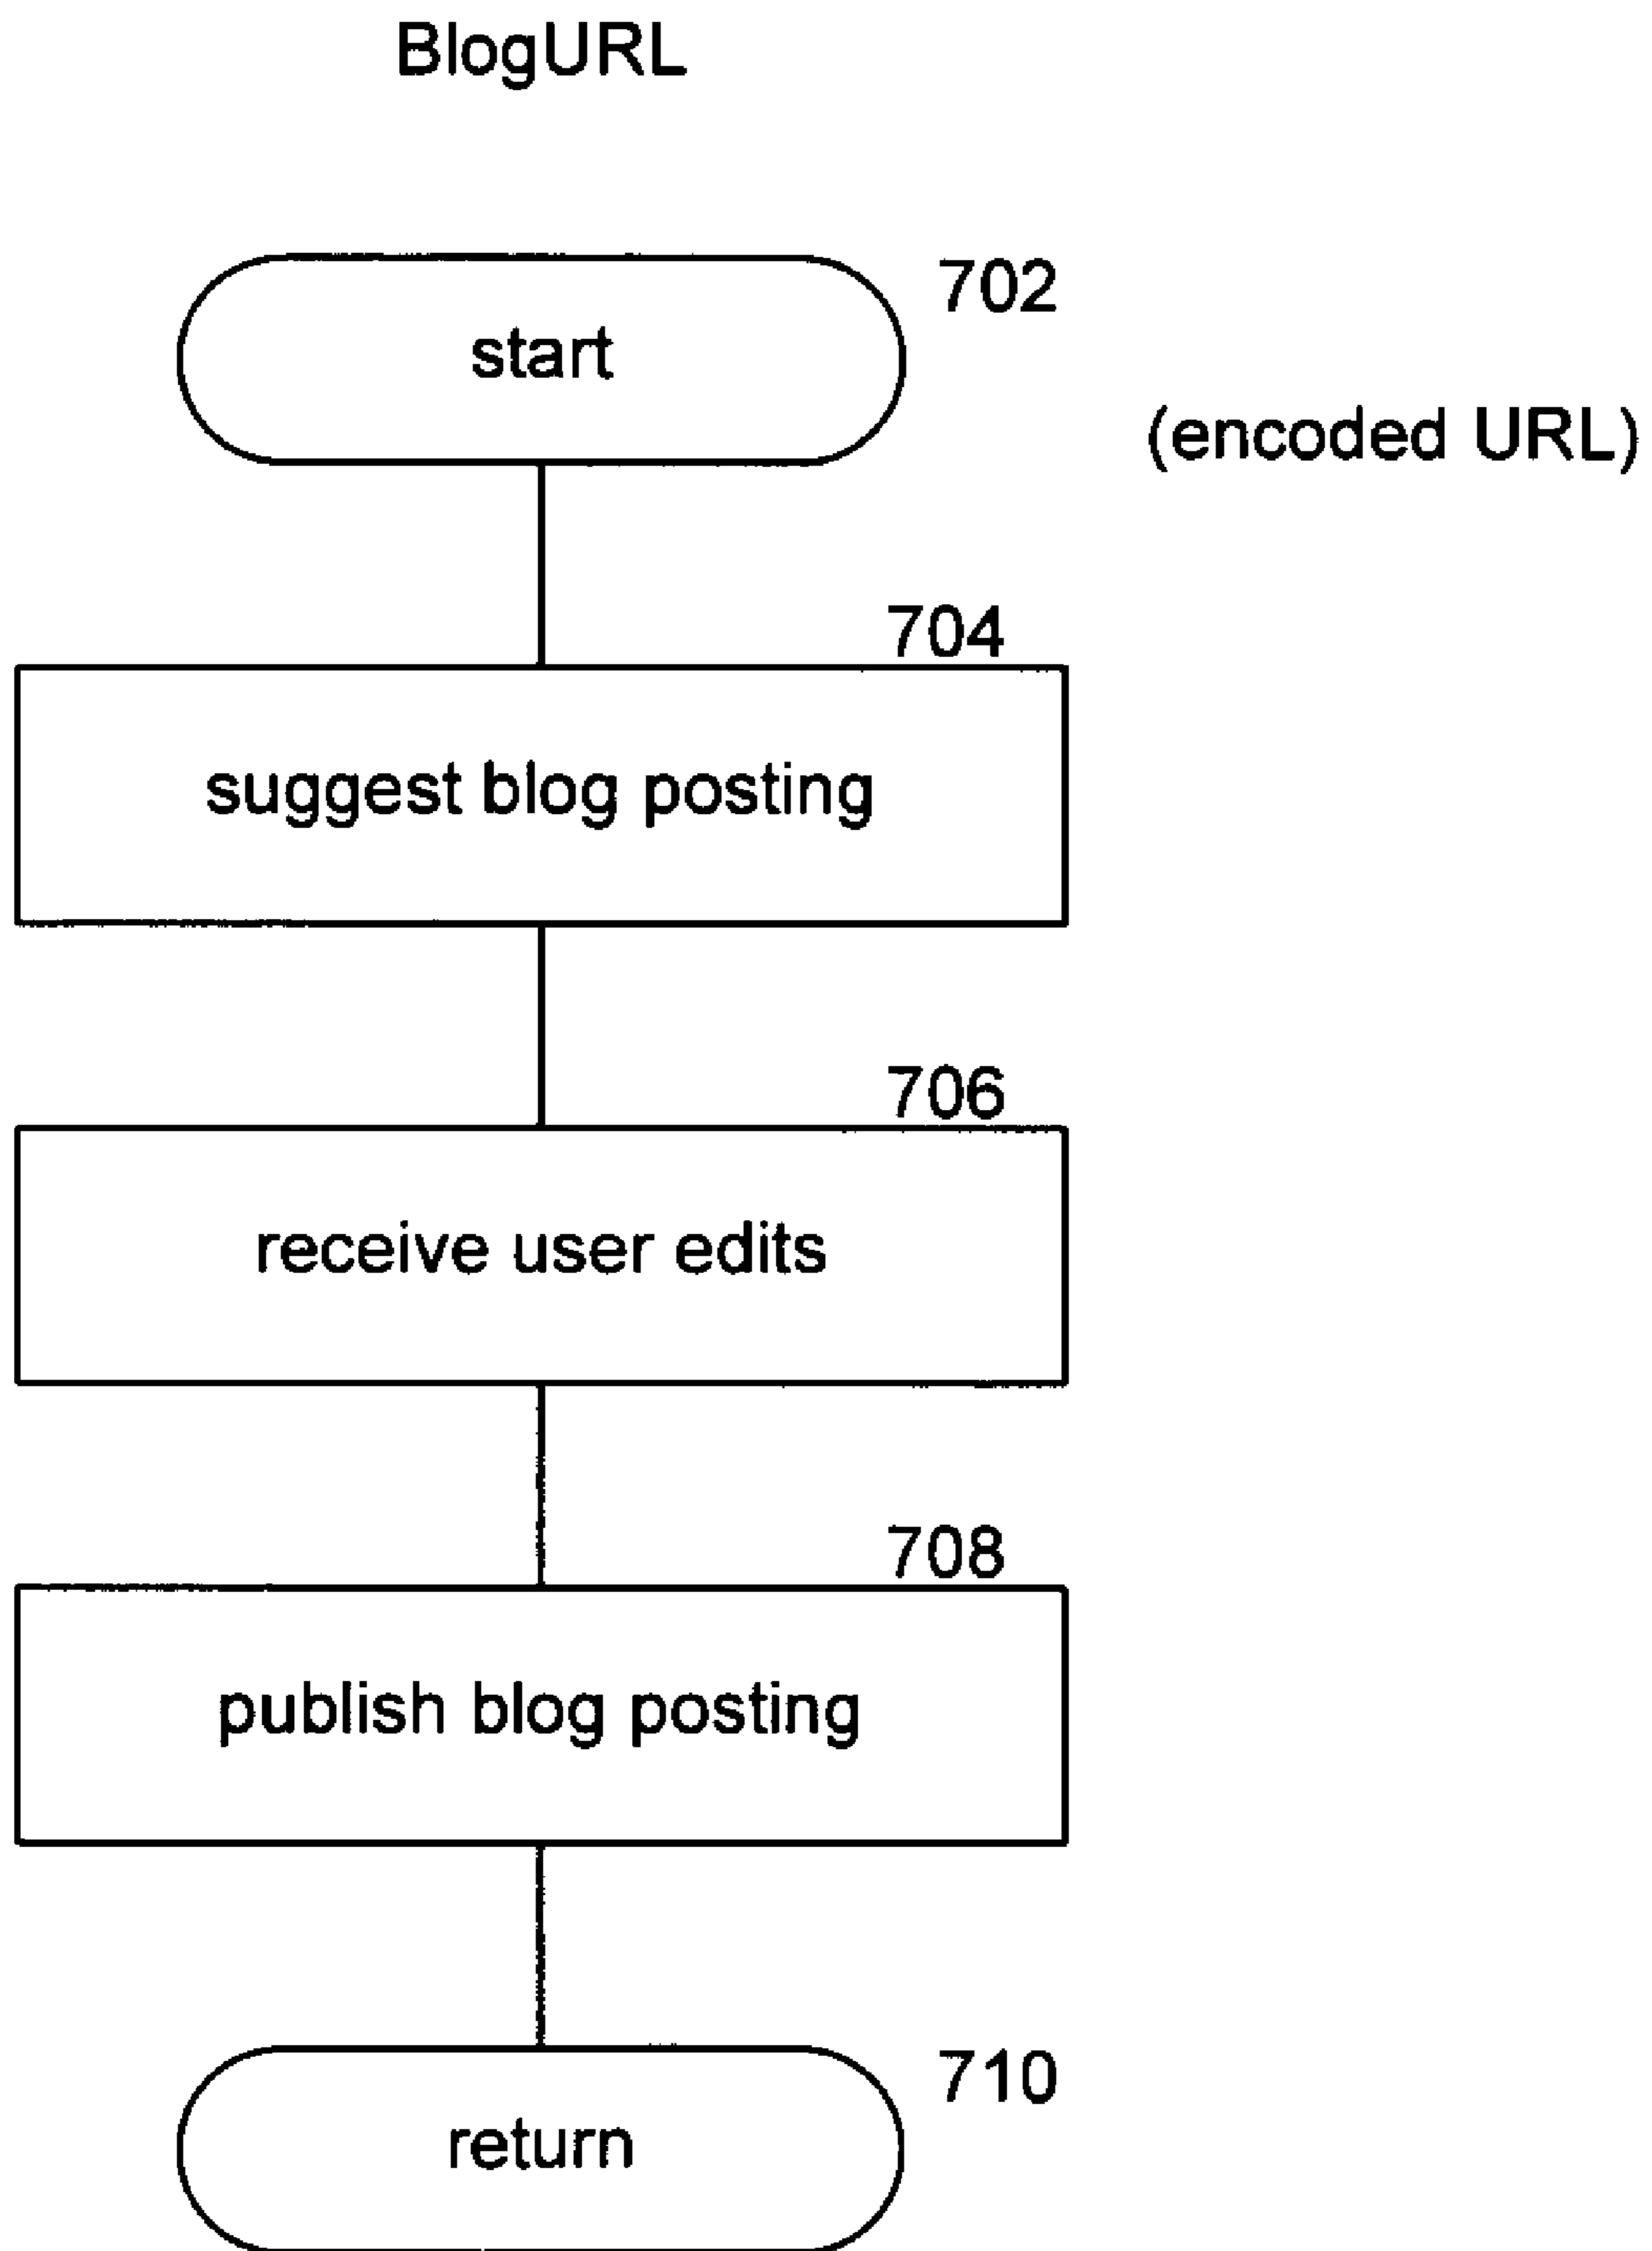 BlogURL
702
start
(encoded URL)
704
suggest blog posting
706
receive user edits
708
publish blog posting
710
return